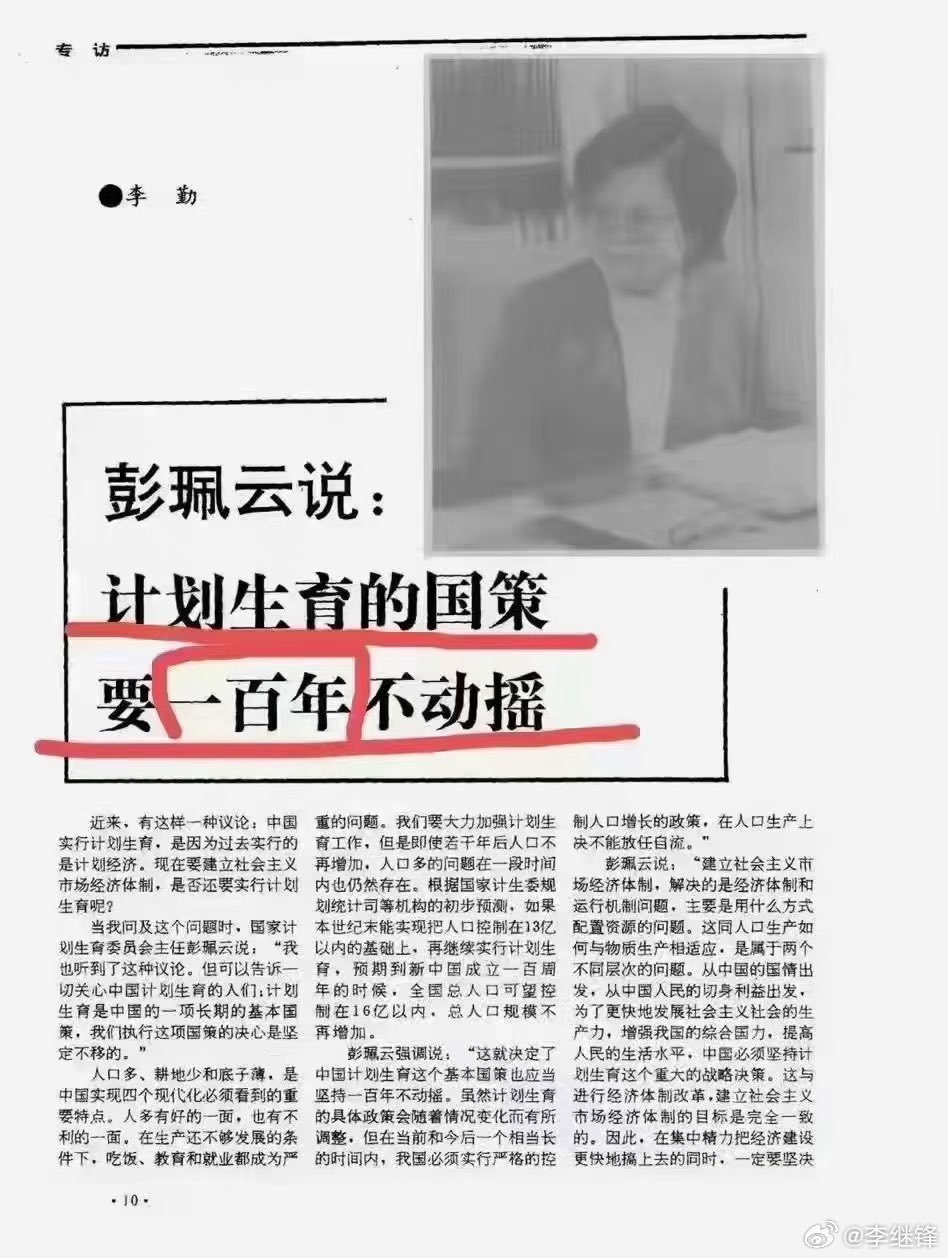 专访
●李 勤
彭珮云说：
计划生育的国策
要一百年不动摇
近来，有这样一种议论：中国
实行计划生育，是因为过去实行的
是计划经济。现在要建立社会主义
市场经济体制，是否还要实行计划
生育呢？
当我问及这个问题时，国家计
划生育委员会主任彭珮云说：“我
也听到了这种议论。但可以告诉一
切关心中国计划生育的人们：计划
生育是中国的一项长期的基本国
策，我们执行这项国策的决心是坚
定不移的。”
人口多、耕地少和底子薄，是
中国实现四个现代化必须看到的重
要特点。人多有好的一面，也有不
利的一面。在生产还不够发展的条
件下，吃饭、教育和就业都成为严
重的问题。我们要大力加强计划生
育工作，但是即使若干年后人口不
再增加，人口多的问题在一段时间
内也仍然存在。根据国家计生委规
划统计司等机构的初步预测，如果
本世纪末能实现把人口控制在13亿
以内的基础上，再继续实行计划生
育，预期到新中国成立一百周
年的时候，全国总人口可望控
制在16亿以内，总人口规模不
再增加。
彭珮云强调说：“这就决定了
中国计划生育这个基本国策也应当
坚持一百年不动摇。虽然计划生育
的具体政策会随着情况变化而有所
调整，但在当前和今后一个相当长
的时间内，我国必须实行严格的控
制人口增长的政策，在人口生产上
决不能放任自流。”
彭珮云说：“建立社会主义市
场经济体制，解决的是经济体制和
运行机制问题，主要是用什么方式
配置资源的问题。这同人口生产如
何与物质生产相适应，是属于两个
不同层次的问题。从中国的国情出
发，从中国人民的切身利益出发，
为了更快地发展社会主义社会的生
产力，增强我国的综合国力，提高
人民的生活水平，中国必须坚持计
划生育这个重大的战略决策。这与
进行经济体制改革，建立社会主义
市场经济体制的目标是完全一致
的。因此，在集中精力把经济建设
更快地搞上去的同时，一定要坚决
·10·
@李继锋